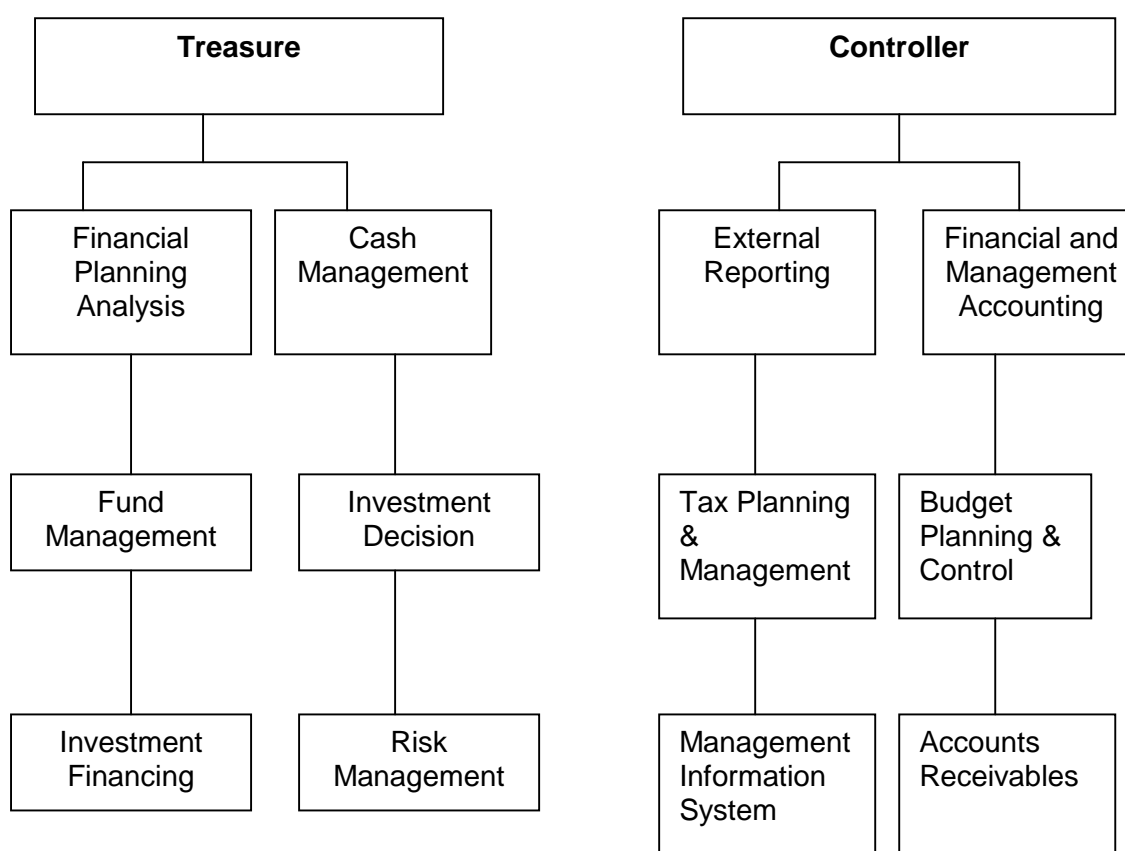 Treasure
Controller
Financial
Planning
Analysis
Cash
Management
External
Reporting
Financial and
Management
Accounting
Fund
Management
Investment
Decision
Tax Planning
&
Management
Budget
Planning &
Control
Investment
Financing
Risk
Management
Management
Information
System
Accounts
Receivables